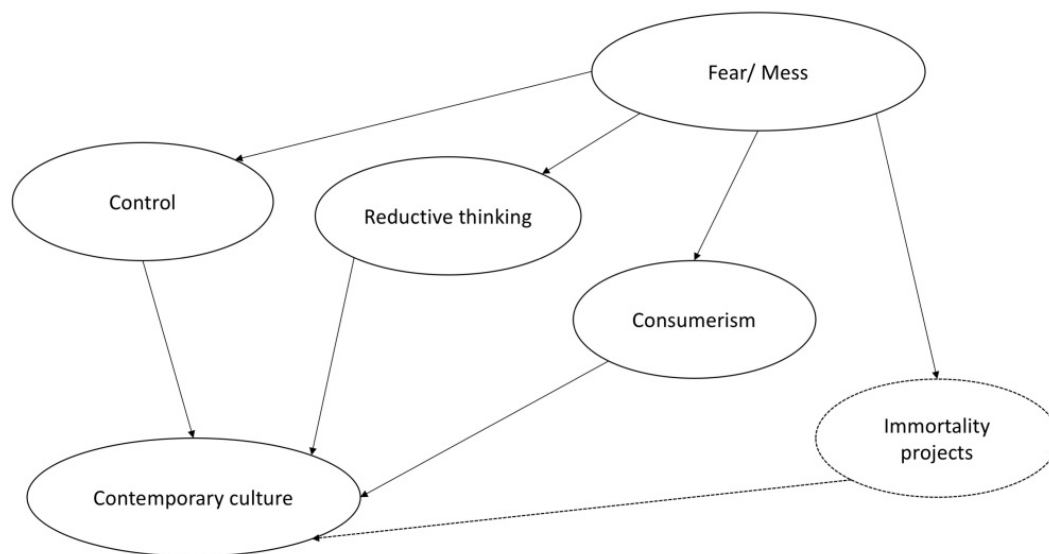 Fear/ Mess
Control
Reductive thinking
Consumerism
Immortality
projects
Contemporary culture